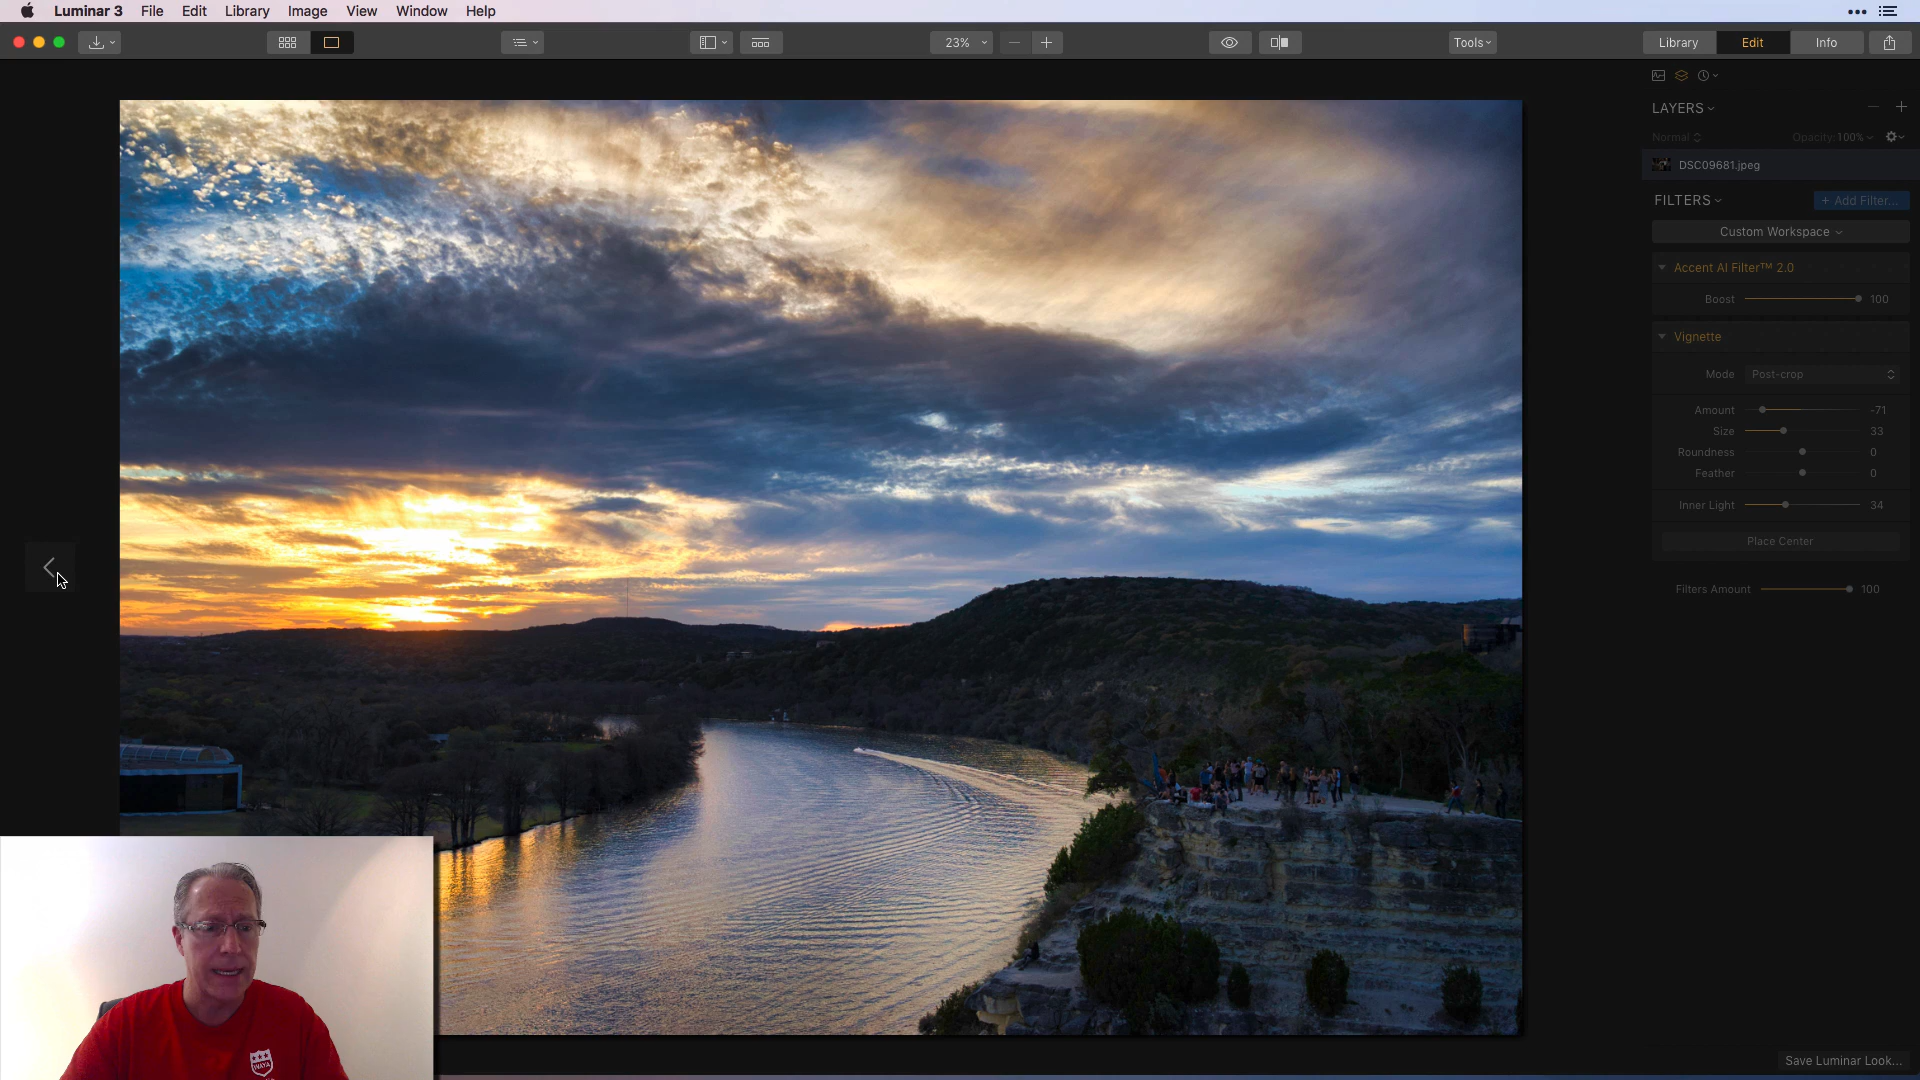 Luminar 3 File Edit Library Image View Window Help
23% Tools Library Edit Info
LAYERS
Normal Opacity: 100%
DSC09681.jpeg
FILTERS + Add Filter...
Custom Workspace
Accent AI Filter™ 2.0
Boost 100
Vignette
Mode Post-crop
Amount -71
Size 33
Roundness 0
Feather 0
Inner Light 34
Place Center
Filters Amount 100
Save Luminar Look...